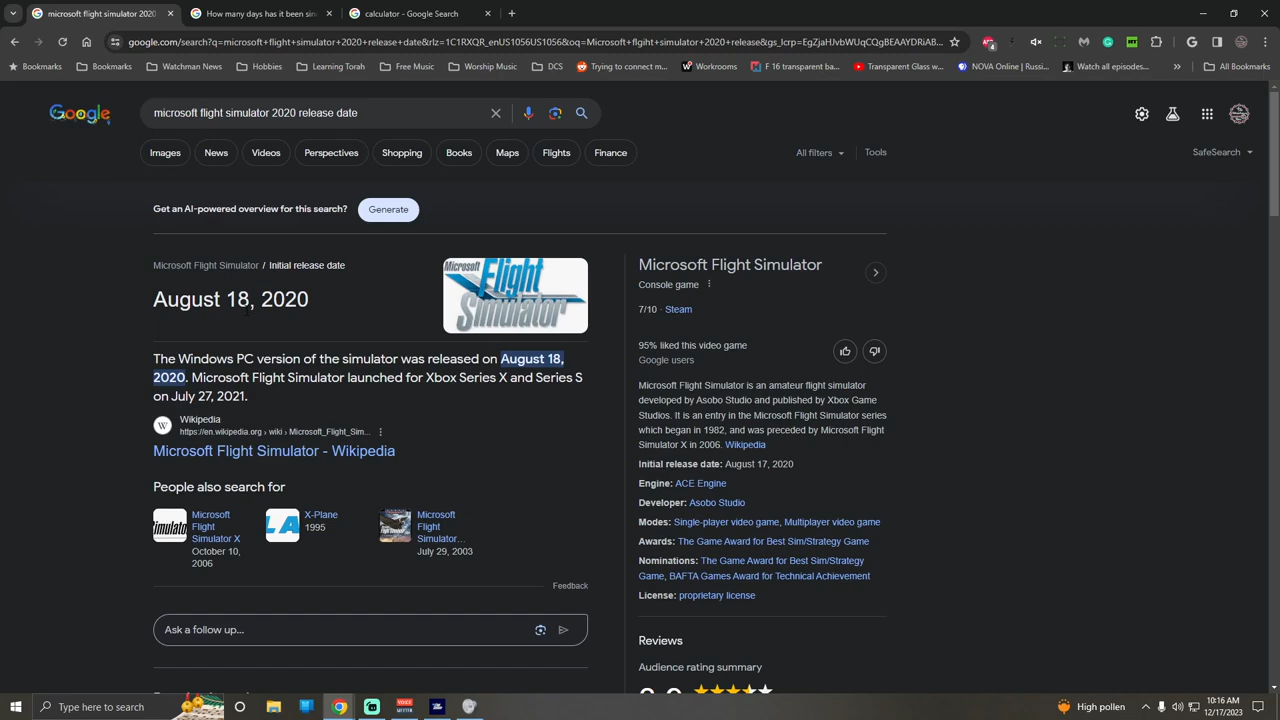 microsoft flight simulator 2020
How many days has it been sin
calculator - Google Search
google.com/search?q=microsoft+flight+simulator+2020+release+date&rlz=1C1RXQR_enUS1056US1056&oq=Microsoft+flgiht+simulator+2020+release&gs_lcrp=EgZjaHJvbWUqCQgBEAAYDRiAB...
Bookmarks
Bookmarks
Watchman News
Hobbies
Learning Torah
Free Music
Worship Music
DCS
Trying to connect m...
Workrooms
F 16 transparent ba...
Transparent Glass w...
NOVA Online | Russi...
Watch all episodes...
All Bookmarks
Google
microsoft flight simulator 2020 release date
Images
News
Videos
Perspectives
Shopping
Books
Maps
Flights
Finance
All filters
Tools
SafeSearch
Get an AI-powered overview for this search?
Generate
Microsoft Flight Simulator / Initial release date
August 18, 2020
Microsoft
Flight
Simulator
The Windows PC version of the simulator was released on August 18,
2020. Microsoft Flight Simulator launched for Xbox Series X and Series S
on July 27, 2021.
Wikipedia
https://en.wikipedia.org › wiki › Microsoft_Flight_Sim...
Microsoft Flight Simulator - Wikipedia
People also search for
Microsoft
Flight
Simulator X
October 10,
2006
X-Plane
1995
Microsoft
Flight
Simulator...
July 29, 2003
Feedback
Ask a follow up...
Microsoft Flight Simulator
Console game
7/10 · Steam
95% liked this video game
Google users
Microsoft Flight Simulator is an amateur flight simulator
developed by Asobo Studio and published by Xbox Game
Studios. It is an entry in the Microsoft Flight Simulator series
which began in 1982, and was preceded by Microsoft Flight
Simulator X in 2006. Wikipedia
Initial release date: August 17, 2020
Engine: ACE Engine
Developer: Asobo Studio
Modes: Single-player video game, Multiplayer video game
Awards: The Game Award for Best Sim/Strategy Game
Nominations: The Game Award for Best Sim/Strategy
Game, BAFTA Games Award for Technical Achievement
License: proprietary license
Reviews
Audience rating summary
Type here to search
High pollen
10:16 AM
12/17/2023